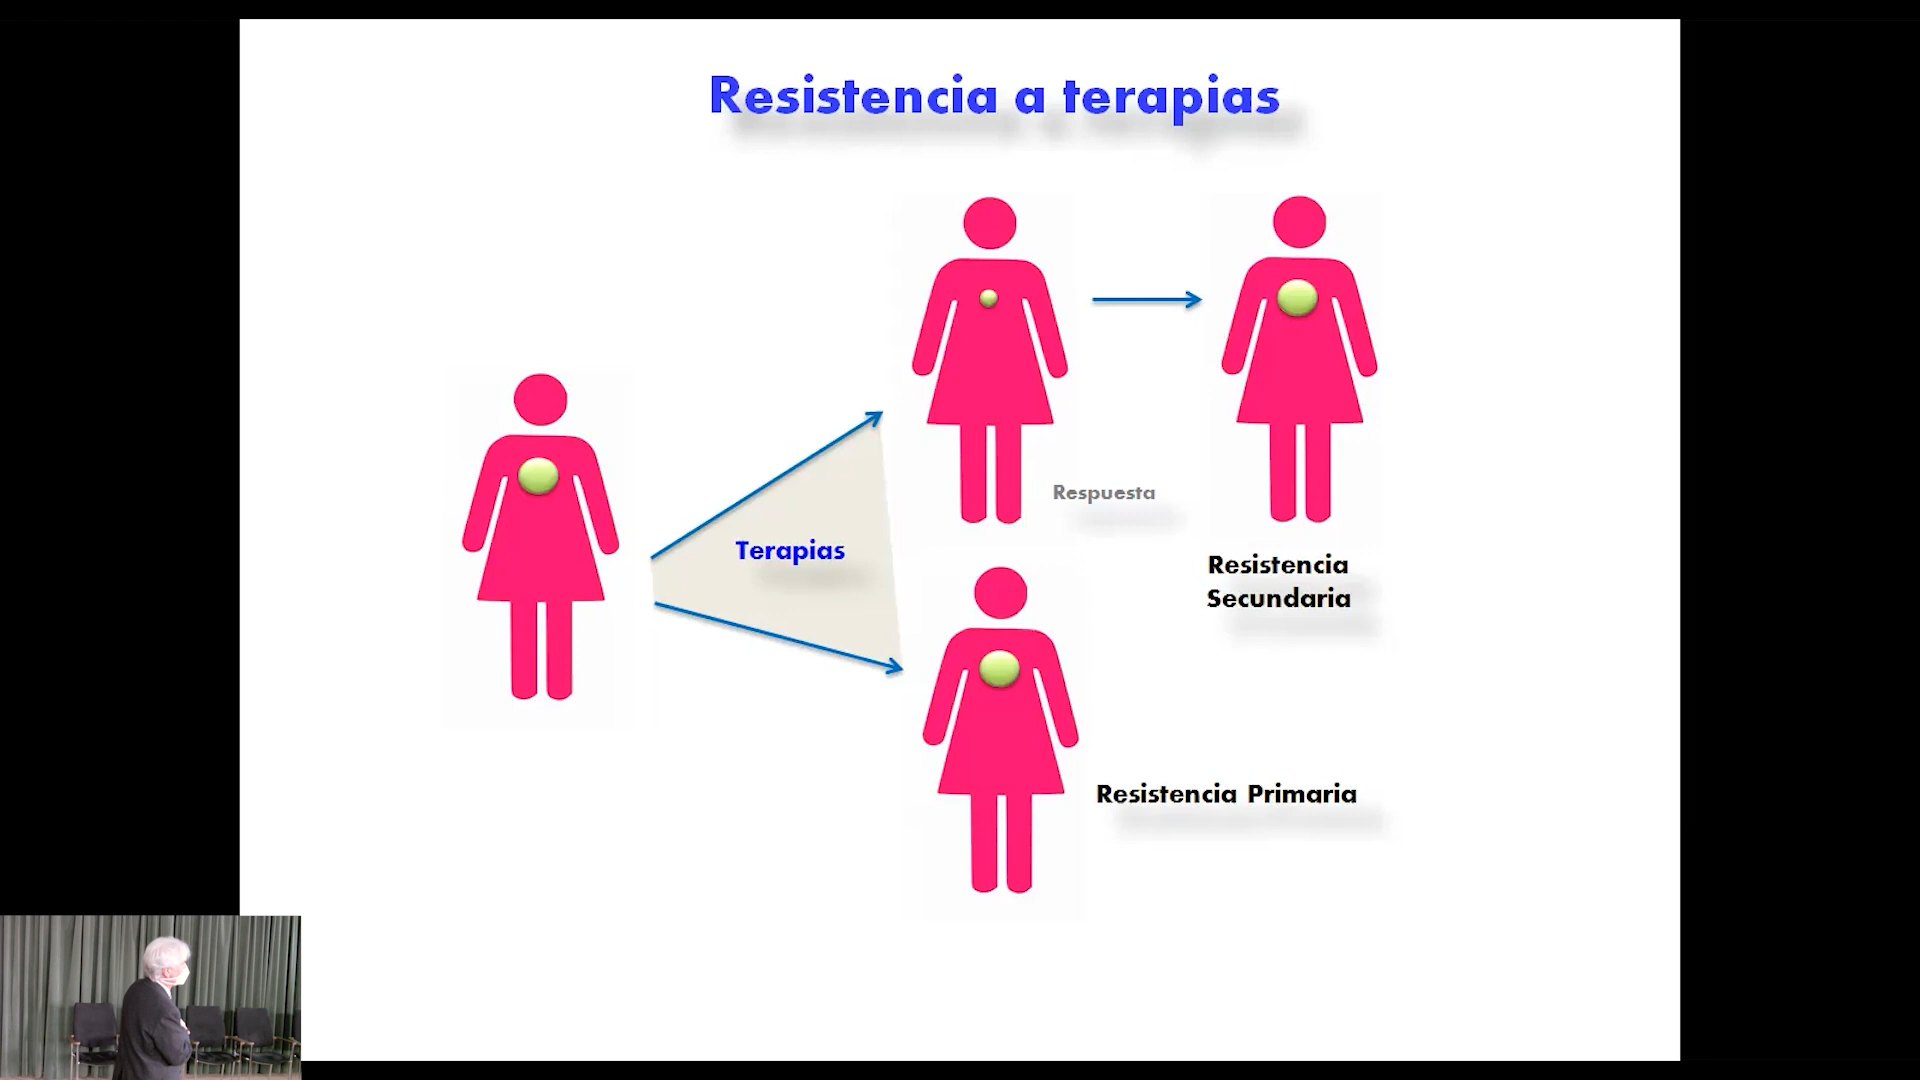 Resistencia a terapias
Respuesta
Terapias
Resistencia
Secundaria
Resistencia Primaria